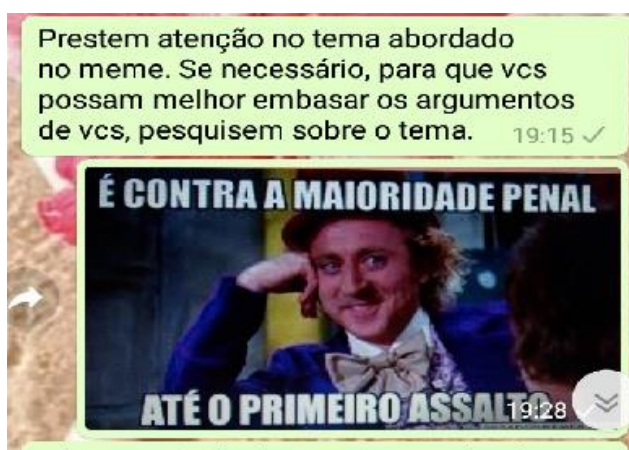 Prestem atenção no tema abordado
no meme. Se necessário, para que vcs
possam melhor embasar os argumentos
de vcs, pesquisem sobre o tema. 19:15
É CONTRA A MAIORIDADE PENAL
ATÉ O PRIMEIRO ASSALTO
19:28